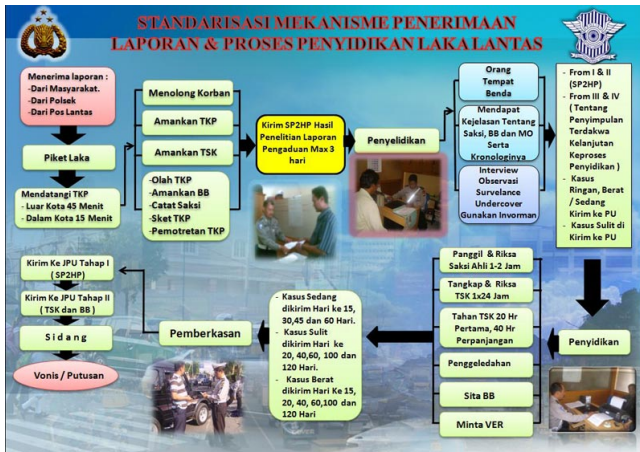 STANDARISASI MEKANISME PENERIMAAN
LAPORAN & PROSES PENYIDIKAN LAKA LANTAS
Menerima laporan :
-Dari Masyarakat.
-Dari Polsek
-Dari Pos Lantas
Piket Laka
Mendatangi TKP
- Luar Kota 45 Menit
- Dalam Kota 15 Menit
Menolong Korban
Amankan TKP
Amankan TSK
-Olah TKP
-Amankan BB
-Catat Saksi
-Sket TKP
-Pemotretan TKP
Kirim SP2HP Hasil
Penelitian Laporan
Pengaduan Max 3
hari
Penyelidikan
Orang
Tempat
Benda
Mendapat
Kejelasan Tentang
Saksi, BB dan MO
Serta
Kronologinya
Interview
Observasi
Survelance
Undercover
Gunakan Invorman
- From I & II
(SP2HP)
- From III & IV
( Tentang
Penyimpulan
Terdakwa
Kelanjutan
Keproses
Penyidikan )
- Kasus
Ringan, Berat
/ Sedang
Kirim ke PU
- Kasus Sulit di
Kirim ke PU
Penyidikan
Panggil & Riksa
Saksi Ahli 1-2 Jam
Tangkap & Riksa
TSK 1x24 Jam
Tahan TSK 20 Hr
Pertama, 40 Hr
Perpanjangan
Penggeledahan
Sita BB
Minta VER
- Kasus Sedang
dikirim Hari ke 15,
30,45 dan 60 Hari.
- Kasus Sulit
dikirim Hari ke
20, 40,60, 100 dan
120 Hari.
- Kasus Berat
dikirim Hari Ke 15,
20, 40, 60,100 dan
120 Hari
Pemberkasan
Kirim Ke JPU Tahap I
( SP2HP)
Kirim Ke JPU Tahap II
( TSK dan BB )
S i d a n g
Vonis / Putusan